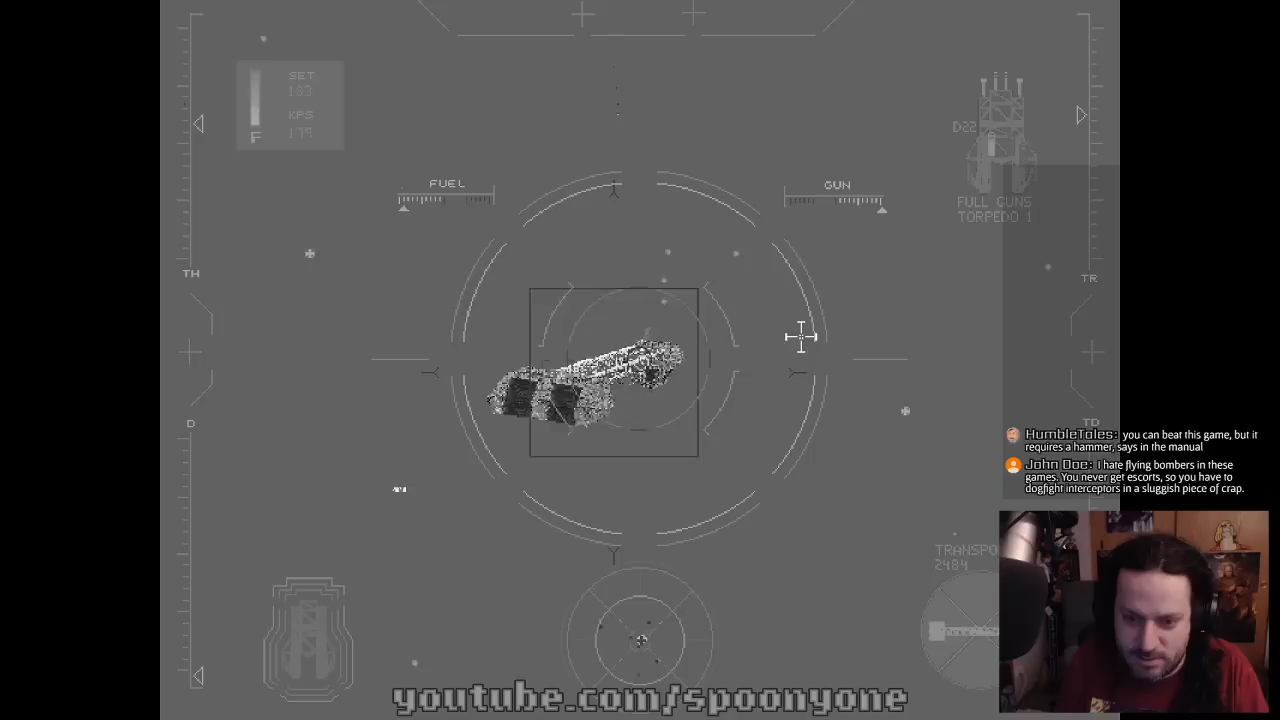 SET
183
KPS
179
F
D22
FULL GUNS
TORPEDO 1
FUEL
GUN
TH
TR
D
TD
HumbleTales: you can beat this game, but it
requires a hammer, says in the manual
John Doe: I hate flying bombers in these
games. You never get escorts, so you have to
dogfight interceptors in a sluggish piece of crap.
TRANSPO
2484
youtube.com/spoonyone